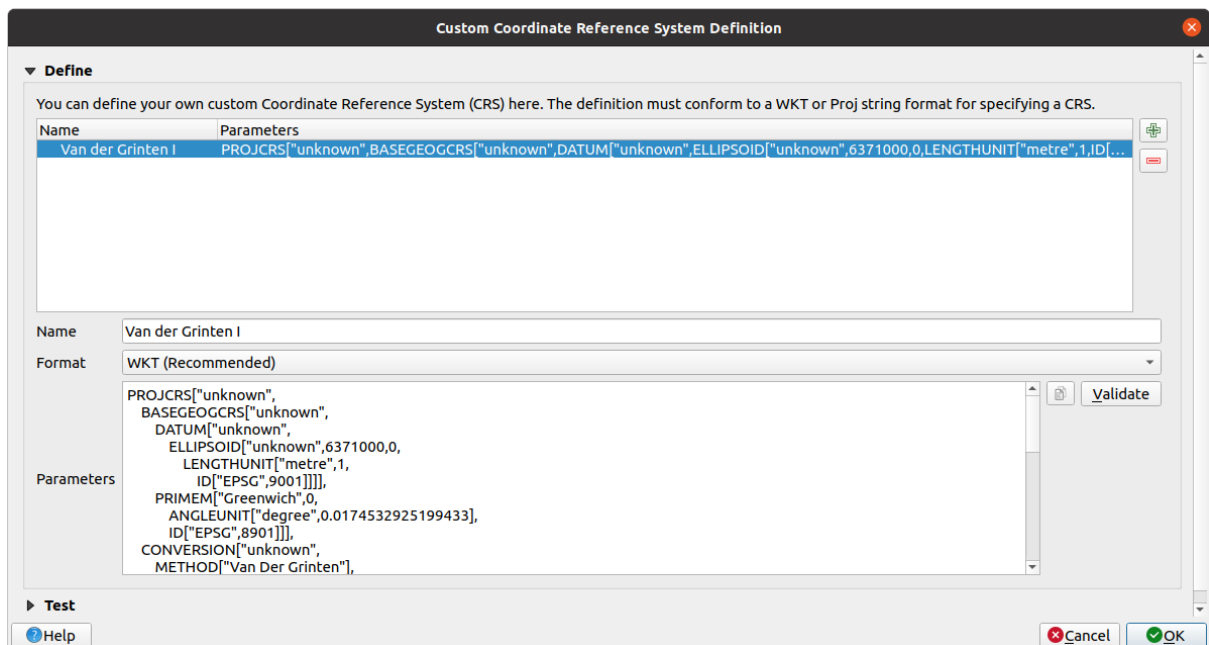 Custom Coordinate Reference System Definition
Define
You can define your own custom Coordinate Reference System (CRS) here. The definition must conform to a WKT or Proj string format for specifying a CRS.
Name Parameters
Van der Grinten I PROJCRS["unknown",BASEGEOGCRS["unknown",DATUM["unknown",ELLIPSOID["unknown",6371000,0,LENGTHUNIT["metre",1,ID[...
Name Van der Grinten I
Format WKT (Recommended)
Parameters
PROJCRS["unknown",
BASEGEOGCRS["unknown",
DATUM["unknown",
ELLIPSOID["unknown",6371000,0,
LENGTHUNIT["metre",1,
ID["EPSG",9001]]]],
PRIMEM["Greenwich",0,
ANGLEUNIT["degree",0.0174532925199433],
ID["EPSG",8901]]],
CONVERSION["unknown",
METHOD["Van Der Grinten"],
Validate
Test
Help Cancel OK